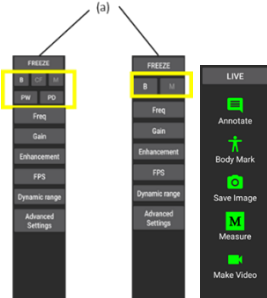 (a)
FREEZE
B CF M
PW PD
Freq
Gain
Enhancement
FPS
Dynamic range
Advanced
Settings
FREEZE
B M
Freq
Gain
Enhancement
FPS
Dynamic range
Advanced
Settings
LIVE
Annotate
Body Mark
Save Image
M
Measure
Make Video